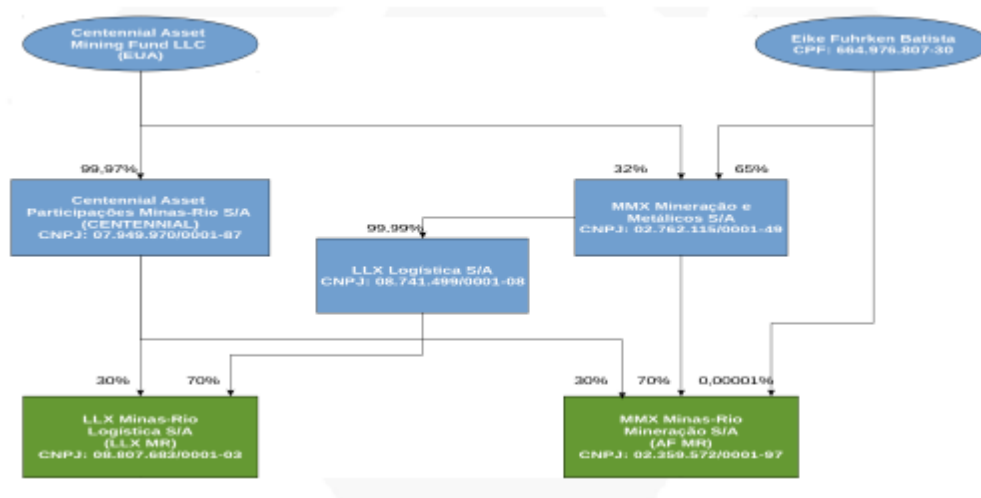 Centennial Asset
Mining Fund LLC
(EUA)
Eike Fuhrken Batista
CPF: 664.976.807-30
99,97%
32%
65%
Centennial Asset
Participações Minas-Rio S/A
(CENTENNIAL)
CNPJ: 07.949.970/0001-87
MMX Mineração e
Metálicos S/A
CNPJ: 02.762.115/0001-49
99.99%
LLX Logística S/A
CNPJ: 08.741.499/0001-08
30%
70%
30%
70%
0,00001%
LLX Minas-Rio
Logística S/A
(LLX MR)
CNPJ: 08.807.683/0001-03
MMX Minas-Rio
Mineração S/A
(AF MR)
CNPJ: 02.359.572/0001-97